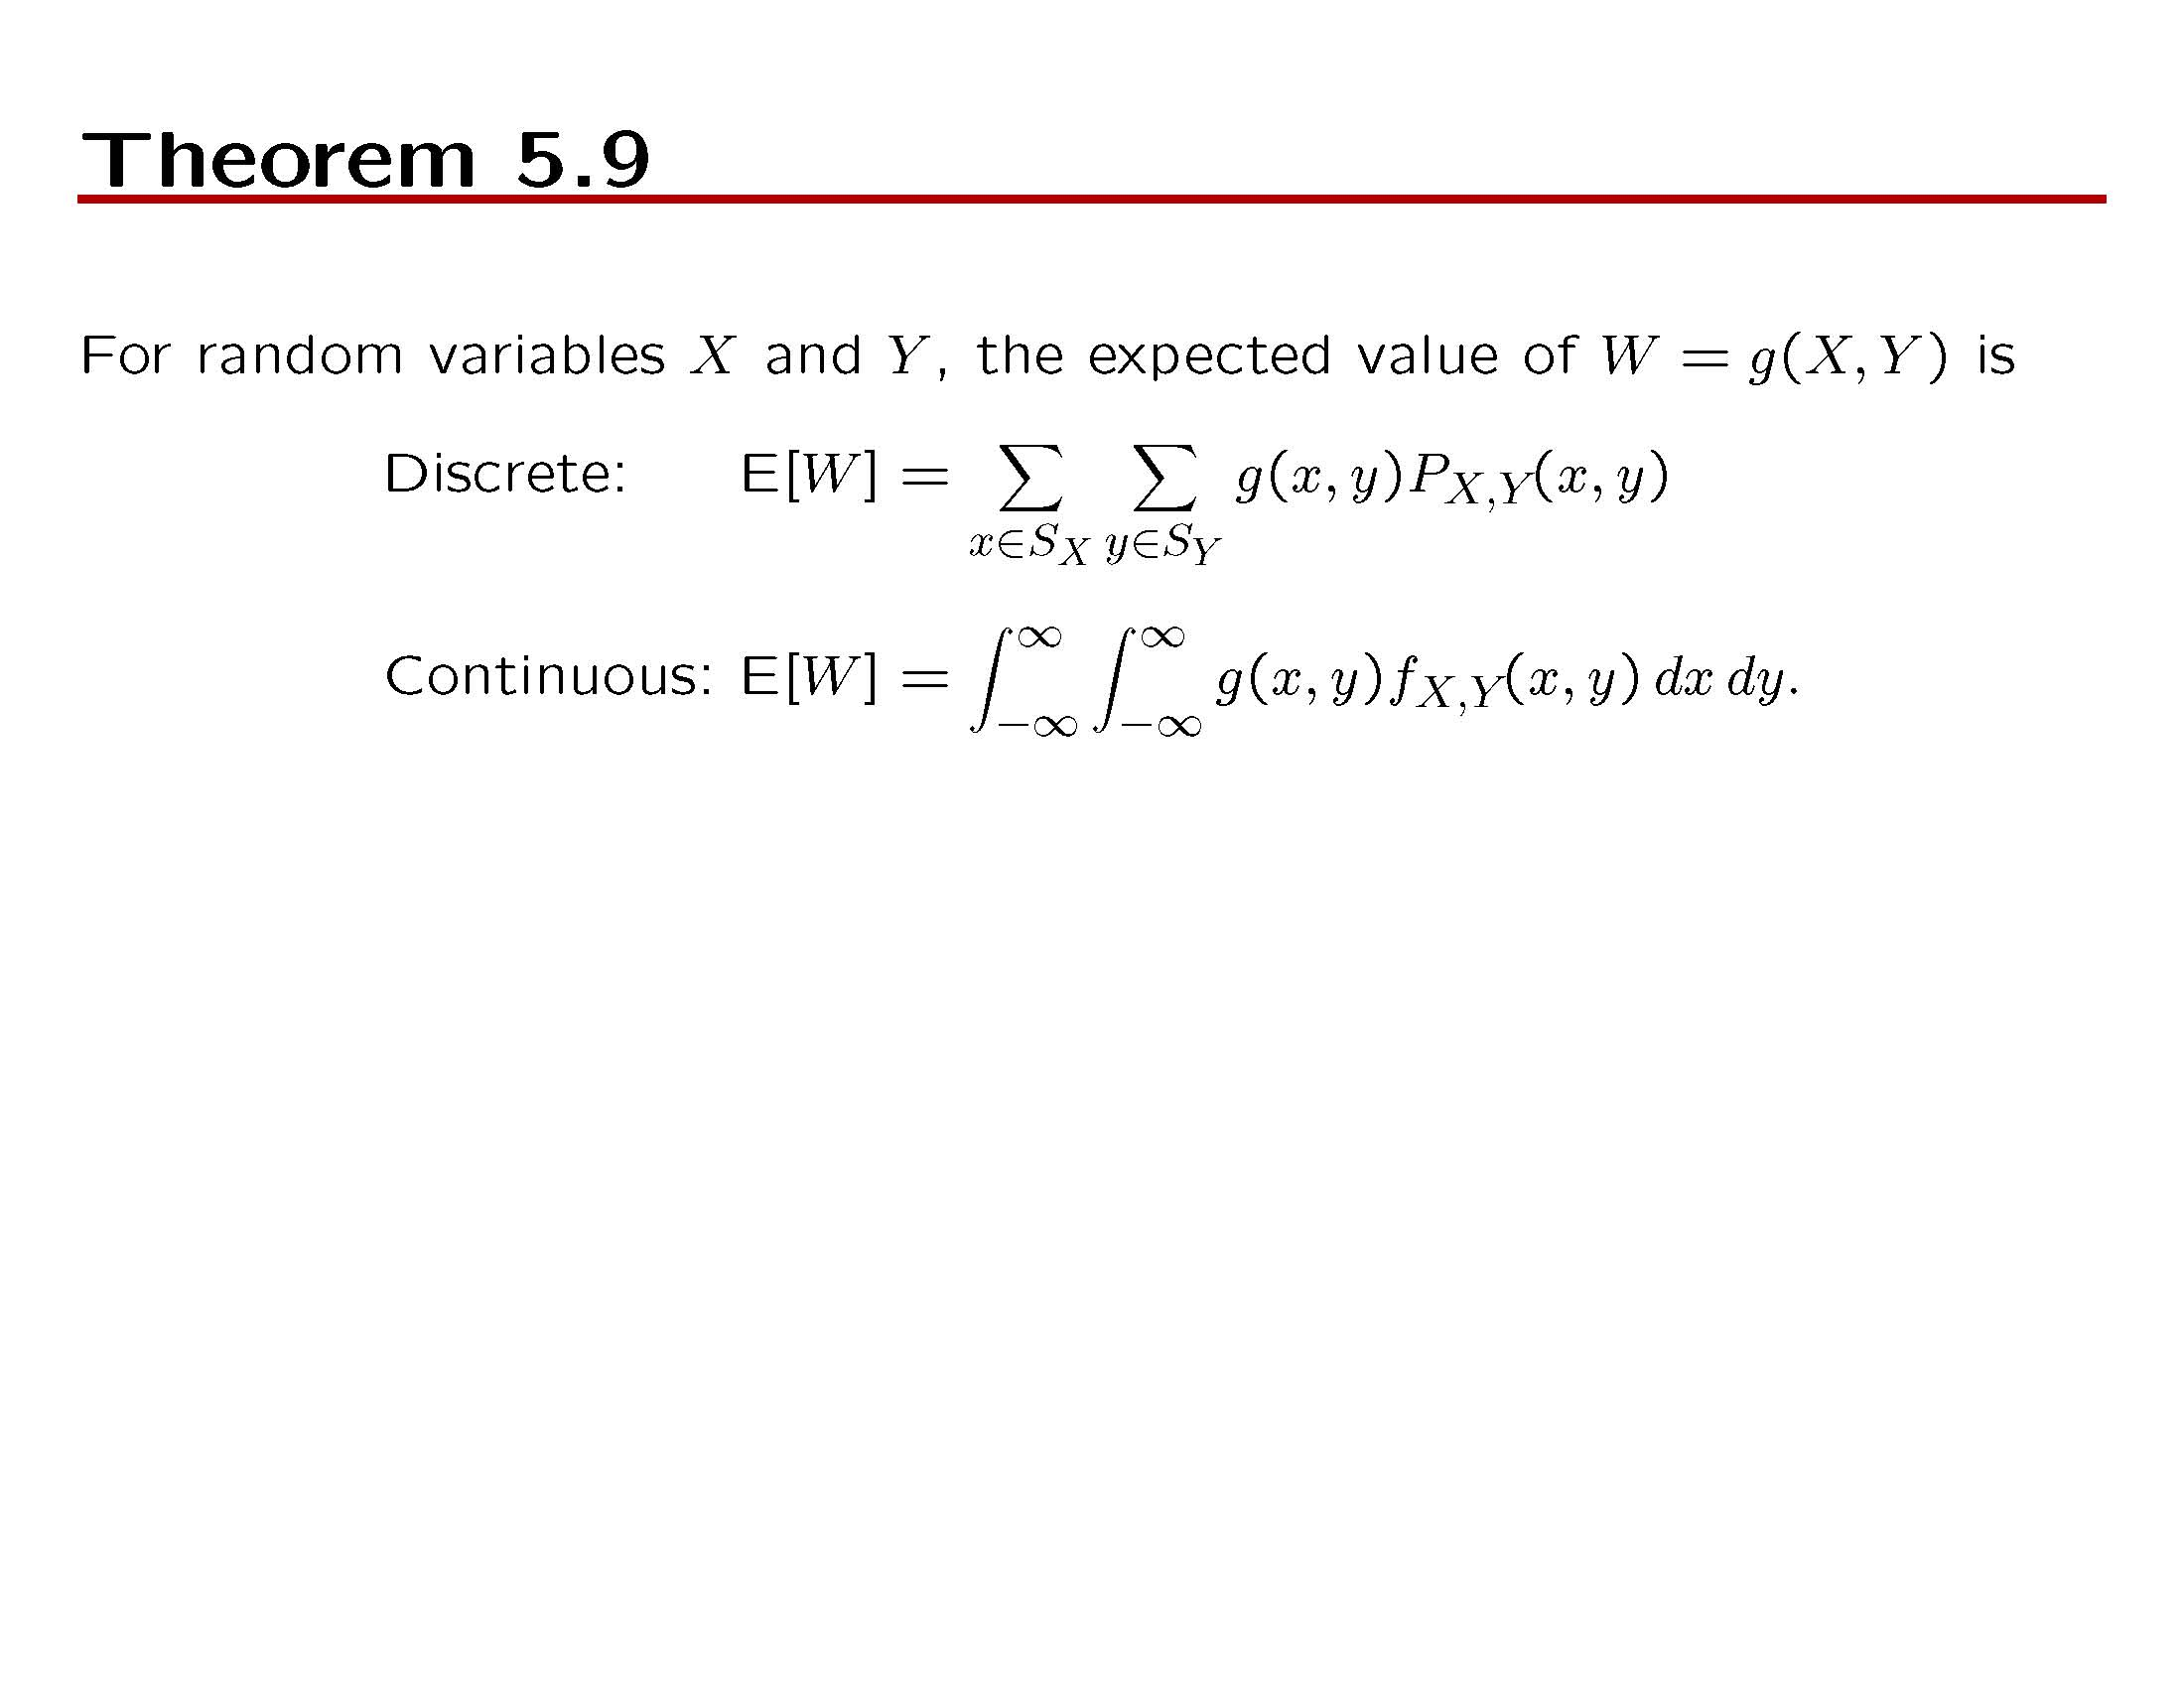 Theorem 5.9
For random variables X and Y, the expected value of W = g(X, Y) is
Discrete: E[W] = ∑_{x∈S_X} ∑_{y∈S_Y} g(x, y)P_{X,Y}(x, y)
Continuous: E[W] = ∫_{−∞}^{∞} ∫_{−∞}^{∞} g(x, y)f_{X,Y}(x, y) dx dy.